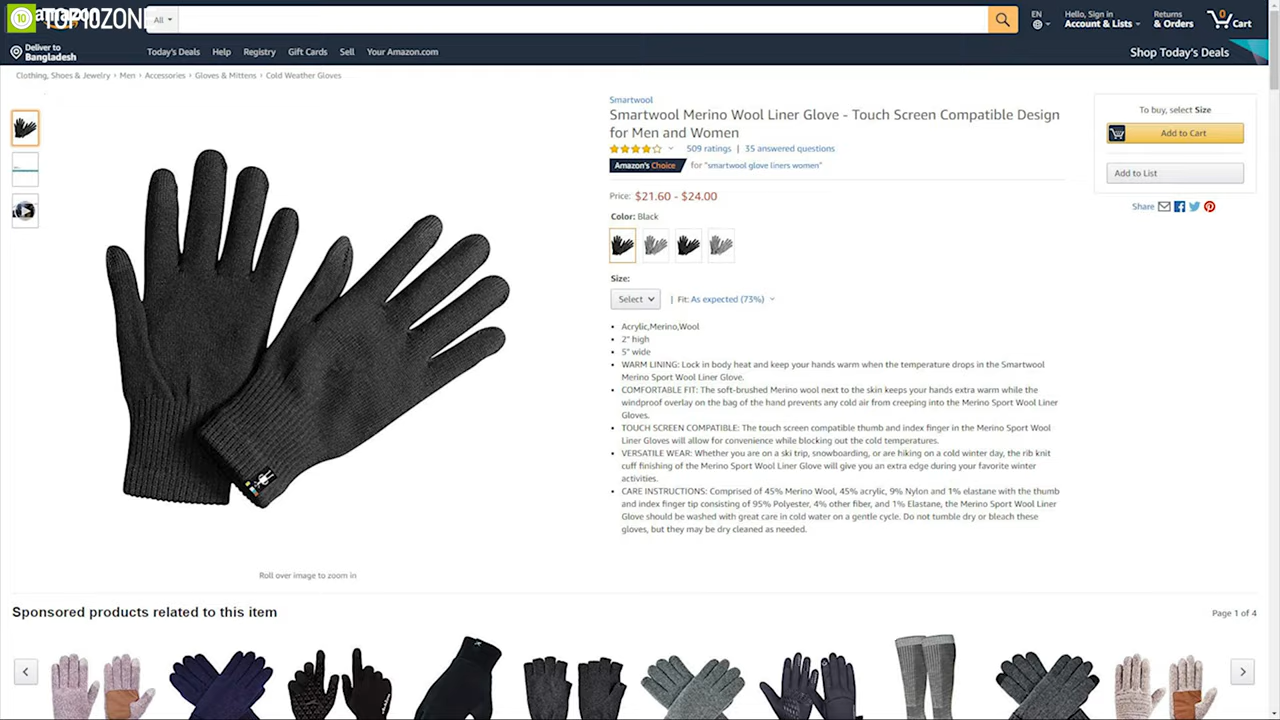 10 TOP10ZONE
amazon
All
EN
Hello, Sign in
Account & Lists
Returns
& Orders
0
Cart
Deliver to
Bangladesh
Today's Deals Help Registry Gift Cards Sell Your Amazon.com
Shop Today's Deals
Clothing, Shoes & Jewelry › Men › Accessories › Gloves & Mittens › Cold Weather Gloves
Smartwool
Smartwool Merino Wool Liner Glove - Touch Screen Compatible Design
for Men and Women
509 ratings | 35 answered questions
Amazon's Choice for "smartwool glove liners women"
Price: $21.60 - $24.00
Color: Black
Size:
Select | Fit: As expected (73%)
• Acrylic,Merino,Wool
• 2" high
• 5" wide
• WARM LINING: Lock in body heat and keep your hands warm when the temperature drops in the Smartwool
Merino Sport Wool Liner Glove.
• COMFORTABLE FIT: The soft-brushed Merino wool next to the skin keeps your hands extra warm while the
windproof overlay on the bag of the hand prevents any cold air from creeping into the Merino Sport Wool Liner
Gloves.
• TOUCH SCREEN COMPATIBLE: The touch screen compatible thumb and index finger in the Merino Sport Wool
Liner Gloves will allow for convenience while blocking out the cold temperatures.
• VERSATILE WEAR: Whether you are on a ski trip, snowboarding, or are hiking on a cold winter day, the rib knit
cuff finishing of the Merino Sport Wool Liner Glove will give you an extra edge during your favorite winter
activities.
• CARE INSTRUCTIONS: Comprised of 45% Merino Wool, 45% acrylic, 9% Nylon and 1% elastane with the thumb
and index finger tip consisting of 95% Polyester, 4% other fiber, and 1% Elastane, the Merino Sport Wool Liner
Glove should be washed with great care in cold water on a gentle cycle. Do not tumble dry or bleach these
gloves, but they may be dry cleaned as needed.
To buy, select Size
Add to Cart
Add to List
Share
Roll over image to zoom in
Sponsored products related to this item
Page 1 of 4